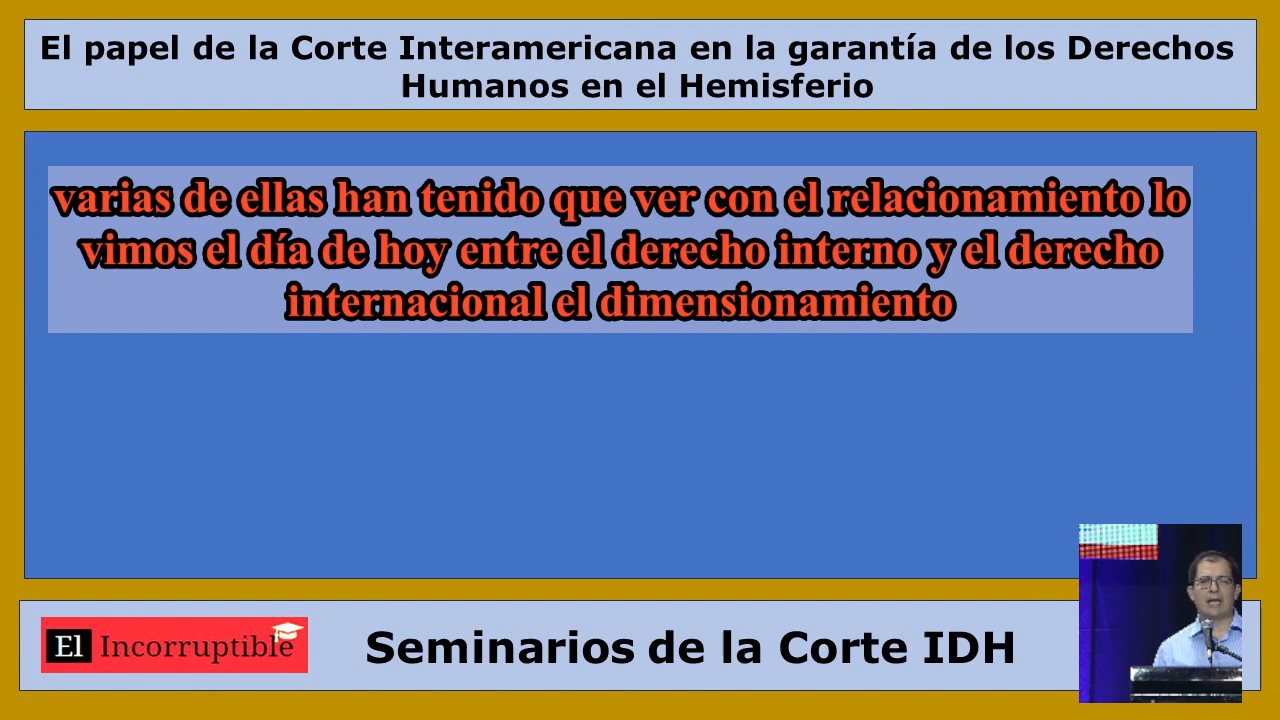 El papel de la Corte Interamericana en la garantía de los Derechos
Humanos en el Hemisferio
varias de ellas han tenido que ver con el relacionamiento lo
vimos el día de hoy entre el derecho interno y el derecho
internacional el dimensionamiento
El Incorruptible
Seminarios de la Corte IDH